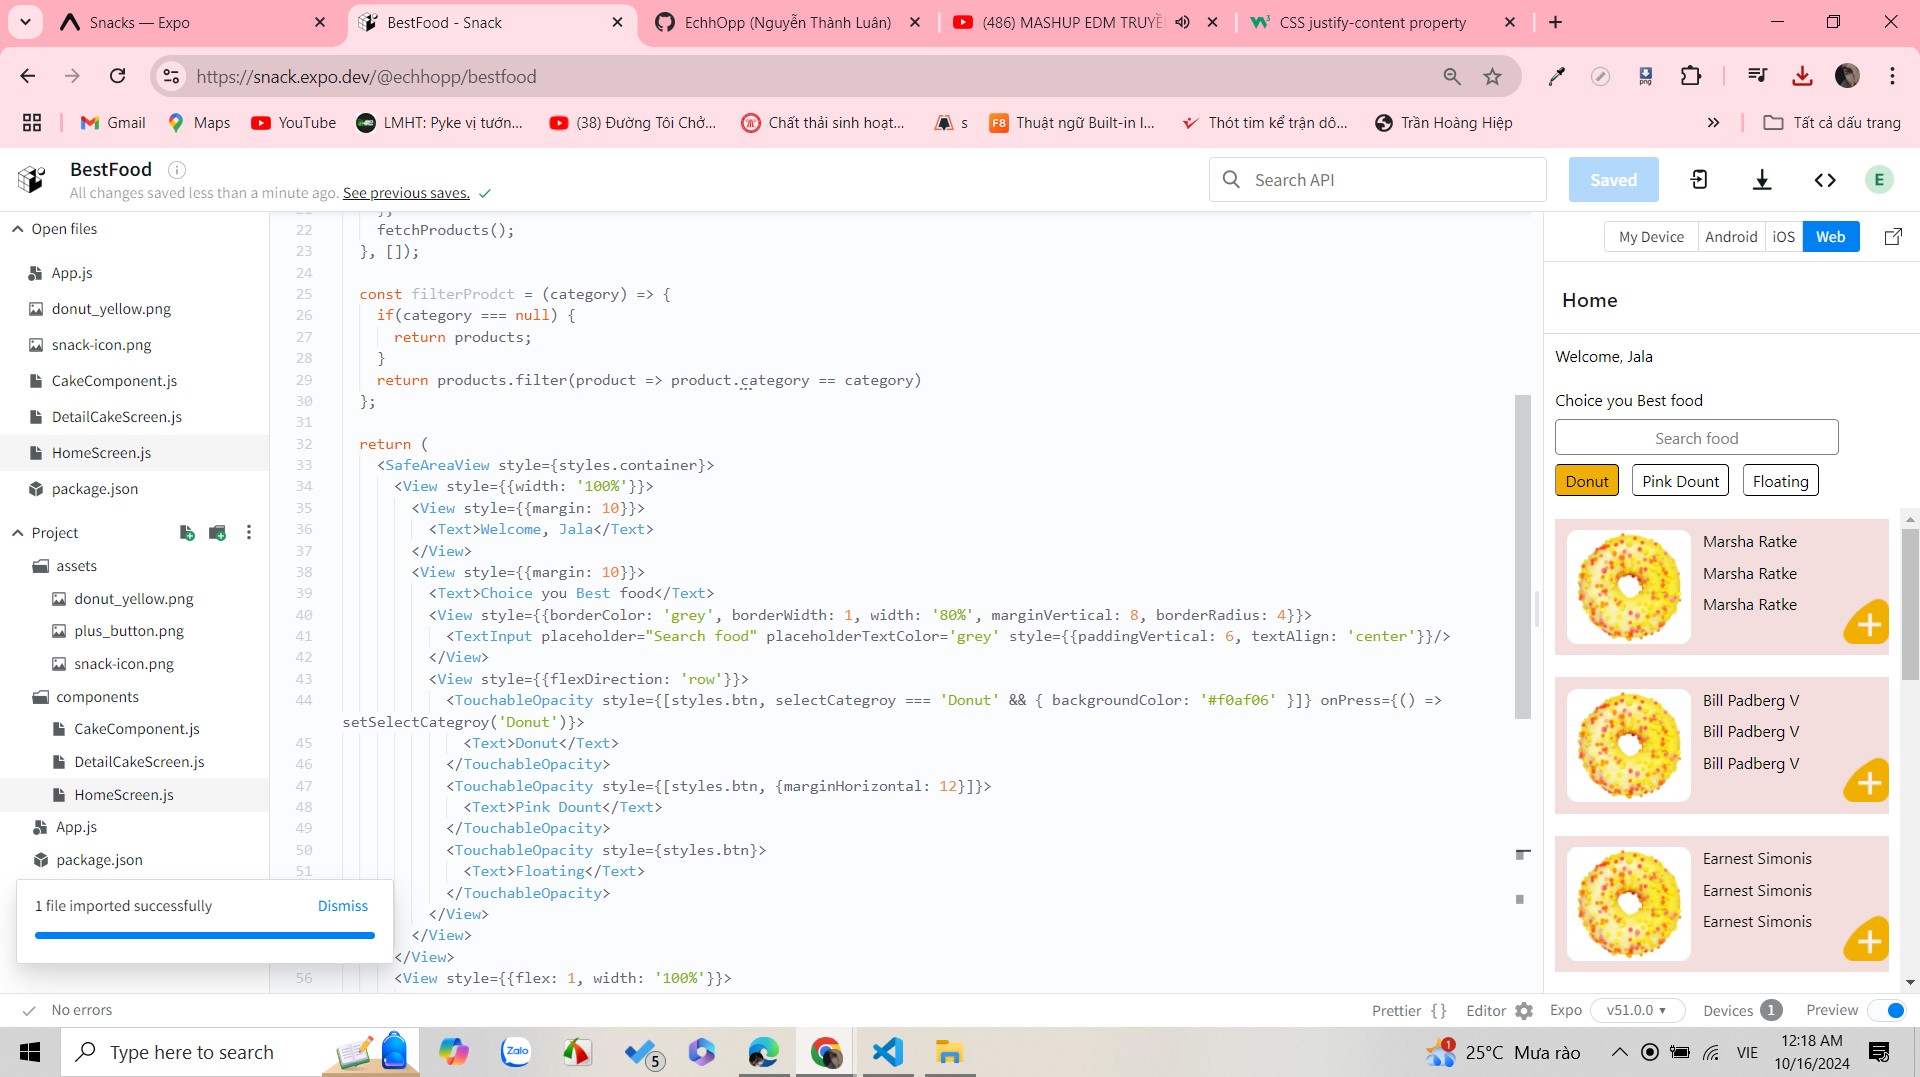 Snacks — Expo
BestFood - Snack
EchhOpp (Nguyễn Thành Luân)
(486) MASHUP EDM TRUYỀ
CSS justify-content property
https://snack.expo.dev/@echhopp/bestfood
Gmail
Maps
YouTube
LMHT: Pyke vị tướn...
(38) Đường Tôi Chở...
Chất thải sinh hoạt...
s
Thuật ngữ Built-in I...
Thót tim kể trận đô...
Trần Hoàng Hiệp
»
Tất cả dấu trang
BestFood
All changes saved less than a minute ago. See previous saves.
Search API
Saved
E
Open files
App.js
donut_yellow.png
snack-icon.png
CakeComponent.js
DetailCakeScreen.js
HomeScreen.js
package.json
Project
assets
donut_yellow.png
plus_button.png
snack-icon.png
components
CakeComponent.js
DetailCakeScreen.js
HomeScreen.js
App.js
package.json
1 file imported successfully
Dismiss
22 fetchProducts();
23 }, []);
24
25 const filterProdct = (category) => {
26 if(category === null) {
27 return products;
28 }
29 return products.filter(product => product.category == category)
30 };
31
32 return (
33 <SafeAreaView style={styles.container}>
34 <View style={{width: '100%'}}>
35 <View style={{margin: 10}}>
36 <Text>Welcome, Jala</Text>
37 </View>
38 <View style={{margin: 10}}>
39 <Text>Choice you Best food</Text>
40 <View style={{borderColor: 'grey', borderWidth: 1, width: '80%', marginVertical: 8, borderRadius: 4}}>
41 <TextInput placeholder="Search food" placeholderTextColor='grey' style={{paddingVertical: 6, textAlign: 'center'}}/>
42 </View>
43 <View style={{flexDirection: 'row'}}>
44 <TouchableOpacity style={[styles.btn, selectCategroy === 'Donut' && { backgroundColor: '#f0af06' }]} onPress={() =>
setSelectCategroy('Donut')}>
45 <Text>Donut</Text>
46 </TouchableOpacity>
47 <TouchableOpacity style={[styles.btn, {marginHorizontal: 12}]}>
48 <Text>Pink Dount</Text>
49 </TouchableOpacity>
50 <TouchableOpacity style={styles.btn}>
51 <Text>Floating</Text>
</TouchableOpacity>
</View>
</View>
</View>
56 <View style={{flex: 1, width: '100%'}}>
My Device
Android
iOS
Web
Home
Welcome, Jala
Choice you Best food
Search food
Donut
Pink Dount
Floating
Marsha Ratke
Marsha Ratke
Marsha Ratke
Bill Padberg V
Bill Padberg V
Bill Padberg V
Earnest Simonis
Earnest Simonis
Earnest Simonis
No errors
Prettier {}
Editor
Expo
v51.0.0
Devices 1
Preview
Type here to search
Zalo
5
1
25°C Mưa rào
VIE
12:18 AM
10/16/2024